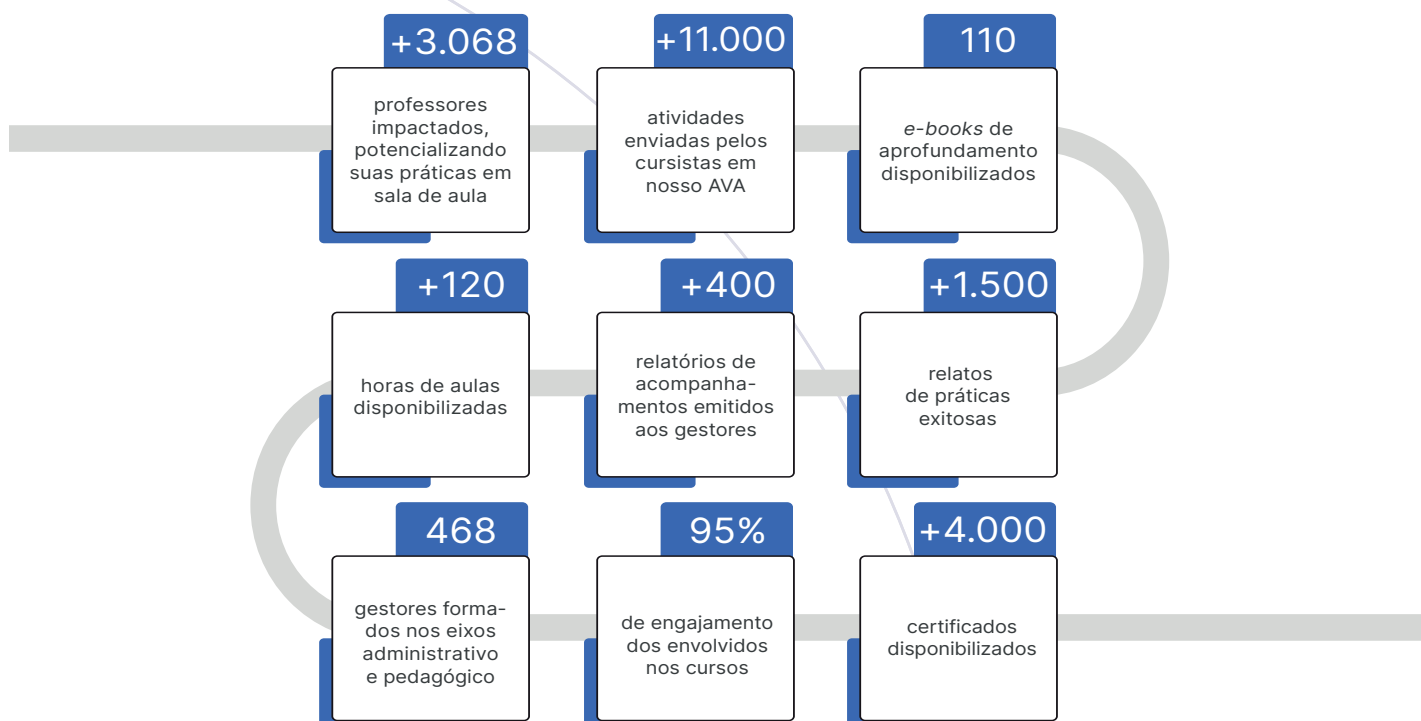 +3.068
professores
impactados,
potencializando
suas práticas em
sala de aula
+11.000
atividades
enviadas pelos
cursistas em
nosso AVA
110
e-books de
aprofundamento
disponibilizados
+120
horas de aulas
disponibilizadas
+400
relatórios de
acompanha-
mentos emitidos
aos gestores
+1.500
relatos
de práticas
exitosas
468
gestores forma-
dos nos eixos
administrativo
e pedagógico
95%
de engajamento
dos envolvidos
nos cursos
+4.000
certificados
disponibilizados